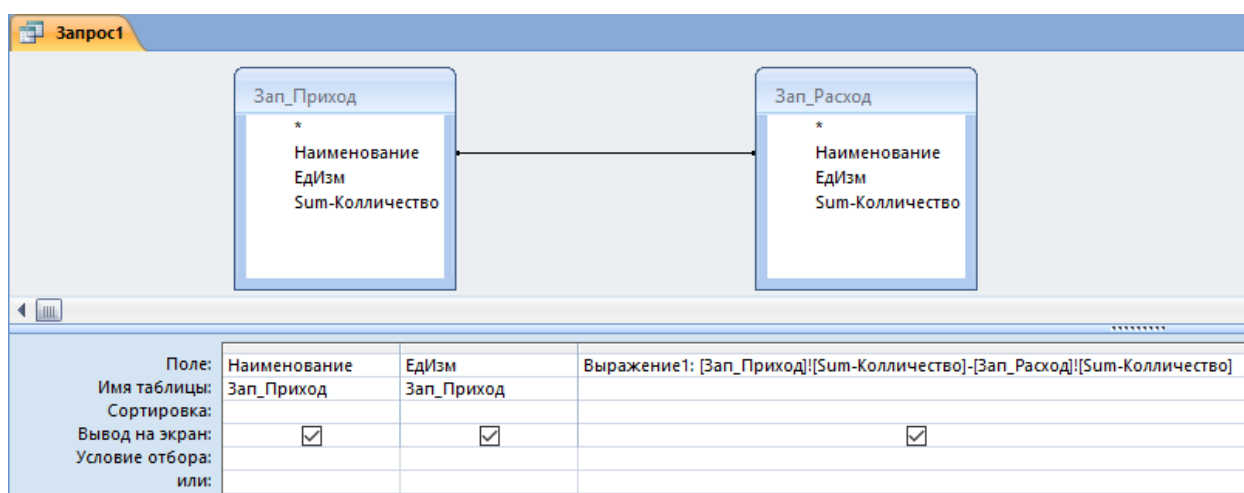 Запрос1
Зап_Приход
*
Наименование
ЕдИзм
Sum-Колличество
Зап_Расход
*
Наименование
ЕдИзм
Sum-Колличество
Поле: Наименование ЕдИзм Выражение1: [Зап_Приход]![Sum-Колличество]-[Зап_Расход]![Sum-Колличество]
Имя таблицы: Зап_Приход Зап_Приход
Сортировка:
Вывод на экран:
Условие отбора:
или: